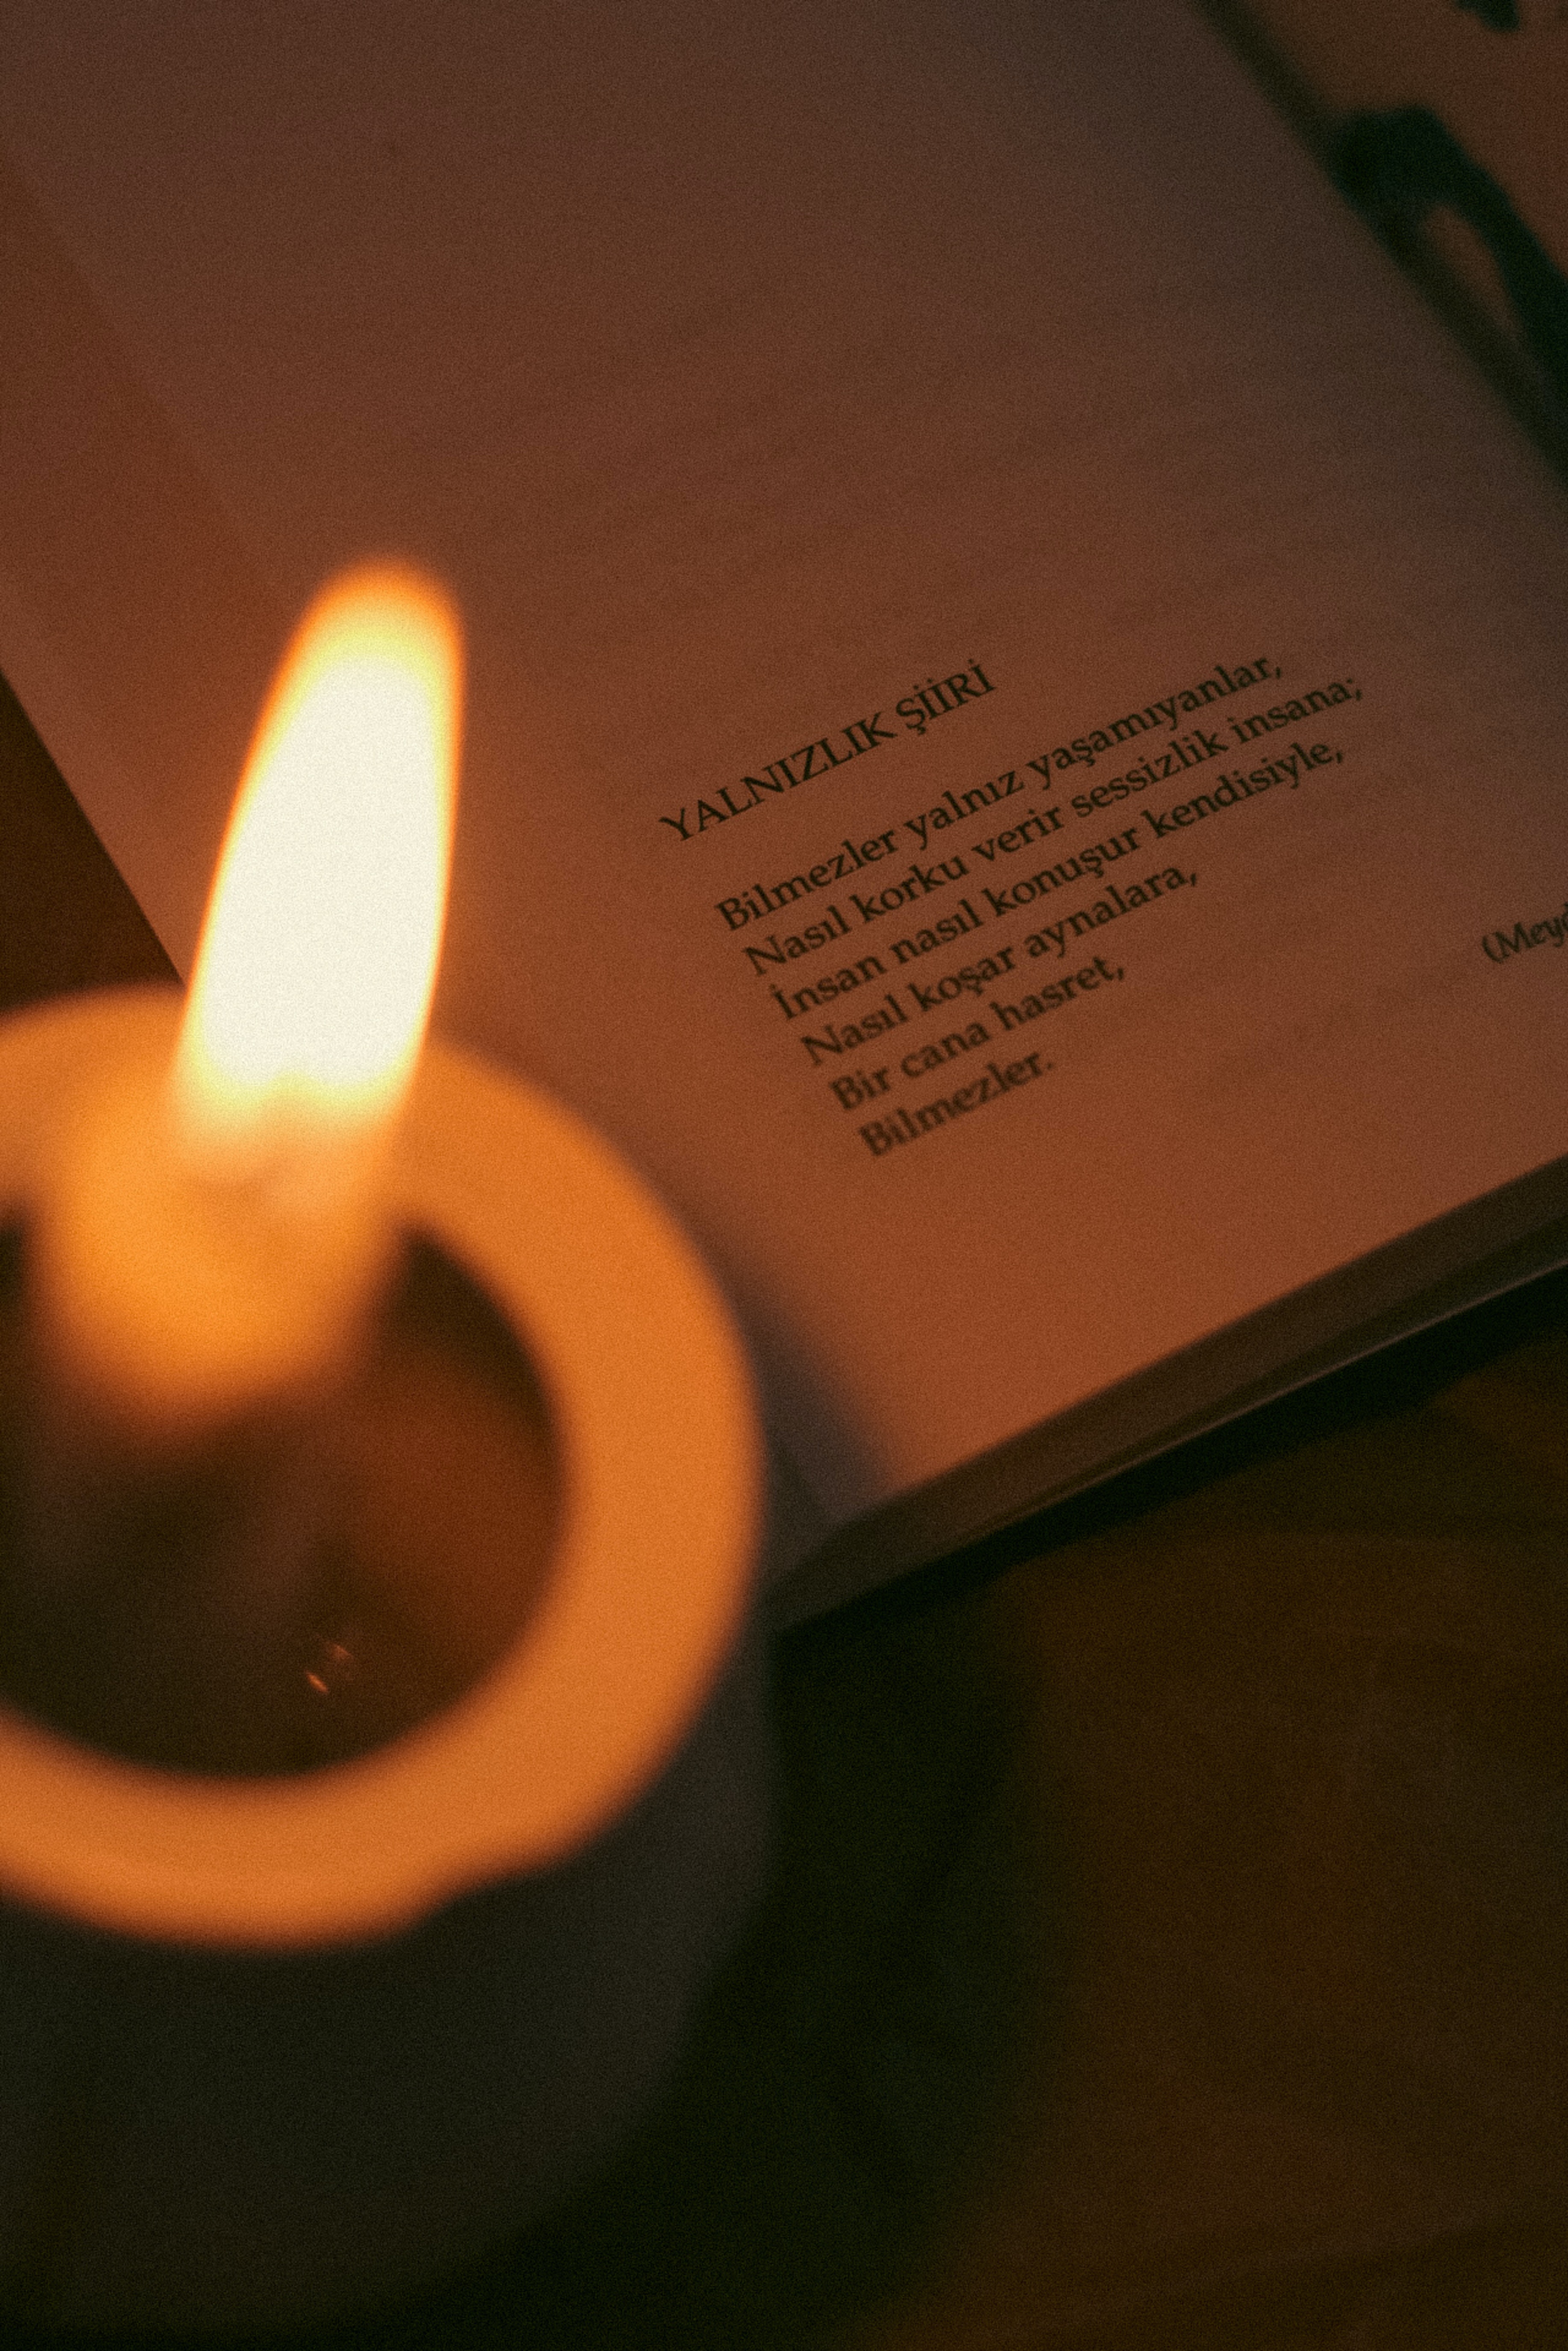 YALNIZLIK ŞİİRİ
Bilmezler yalnız yaşamıyanlar,
Nasıl korku verir sessizlik insana;
İnsan nasıl konuşur kendisiyle,
Nasıl koşar aynalara,
Bir cana hasret,
Bilmezler.